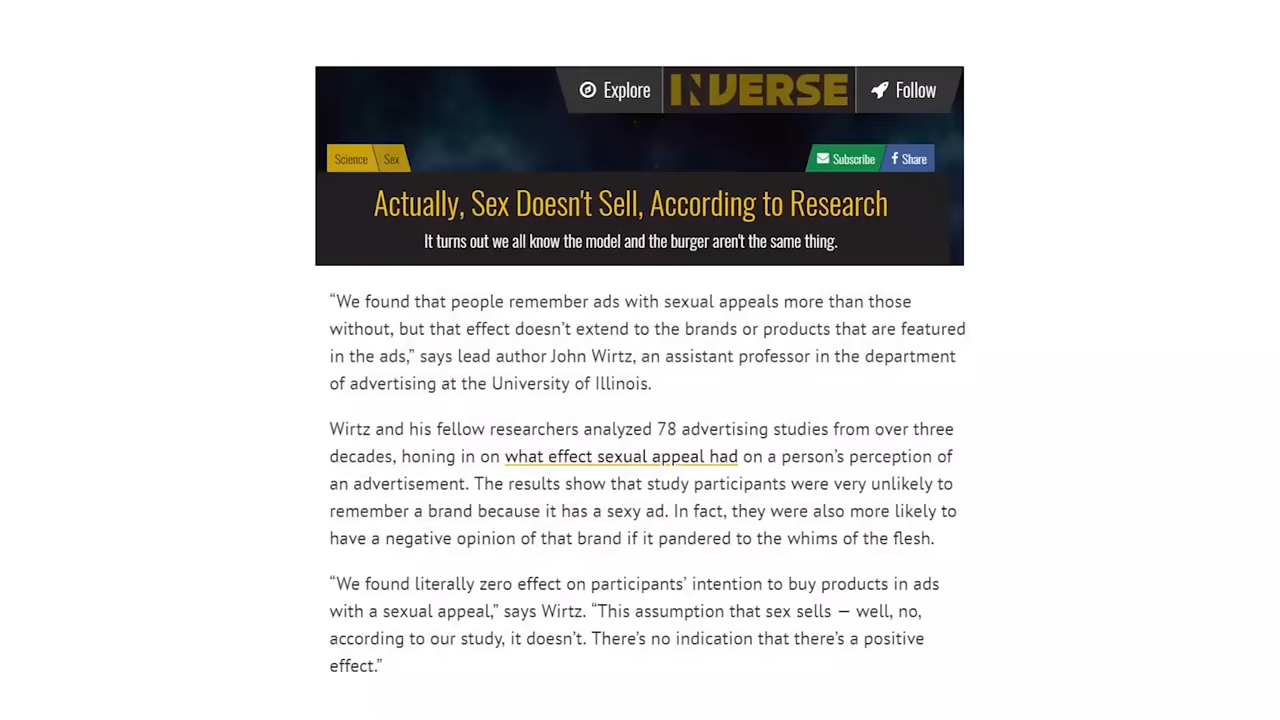 Explore
INVERSE
Follow
Science
Sex
Subscribe
Share
Actually, Sex Doesn't Sell, According to Research
It turns out we all know the model and the burger aren't the same thing.
“We found that people remember ads with sexual appeals more than those
without, but that effect doesn’t extend to the brands or products that are featured
in the ads,” says lead author John Wirtz, an assistant professor in the department
of advertising at the University of Illinois.
Wirtz and his fellow researchers analyzed 78 advertising studies from over three
decades, honing in on what effect sexual appeal had on a person’s perception of
an advertisement. The results show that study participants were very unlikely to
remember a brand because it has a sexy ad. In fact, they were also more likely to
have a negative opinion of that brand if it pandered to the whims of the flesh.
“We found literally zero effect on participants’ intention to buy products in ads
with a sexual appeal,” says Wirtz. “This assumption that sex sells — well, no,
according to our study, it doesn’t. There’s no indication that there’s a positive
effect.”